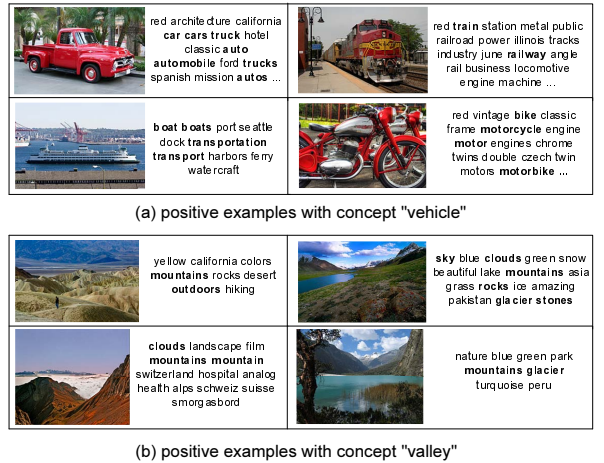 red architecture california
car cars truck hotel
classic auto
automobile ford trucks
spanish mission autos ...
red train station metal public
railroad power illinois tracks
industry june railway angle
rail business locomotive
engine machine ...
boat boats port seattle
dock transportation
transport harbors ferry
watercraft
red vintage bike classic
frame motorcycle engine
motor engines chrome
twins double czech twin
motors motorbike ...
(a) positive examples with concept "vehicle"
yellow california colors
mountains rocks desert
outdoors hiking
sky blue clouds green snow
beautiful lake mountains asia
grass rocks ice amazing
pakistan glacier stones
clouds landscape film
mountains mountain
switzerland hospital analog
health alps schweiz suisse
smorgasbord
nature blue green park
mountains glacier
turquoise peru
(b) positive examples with concept "valley"